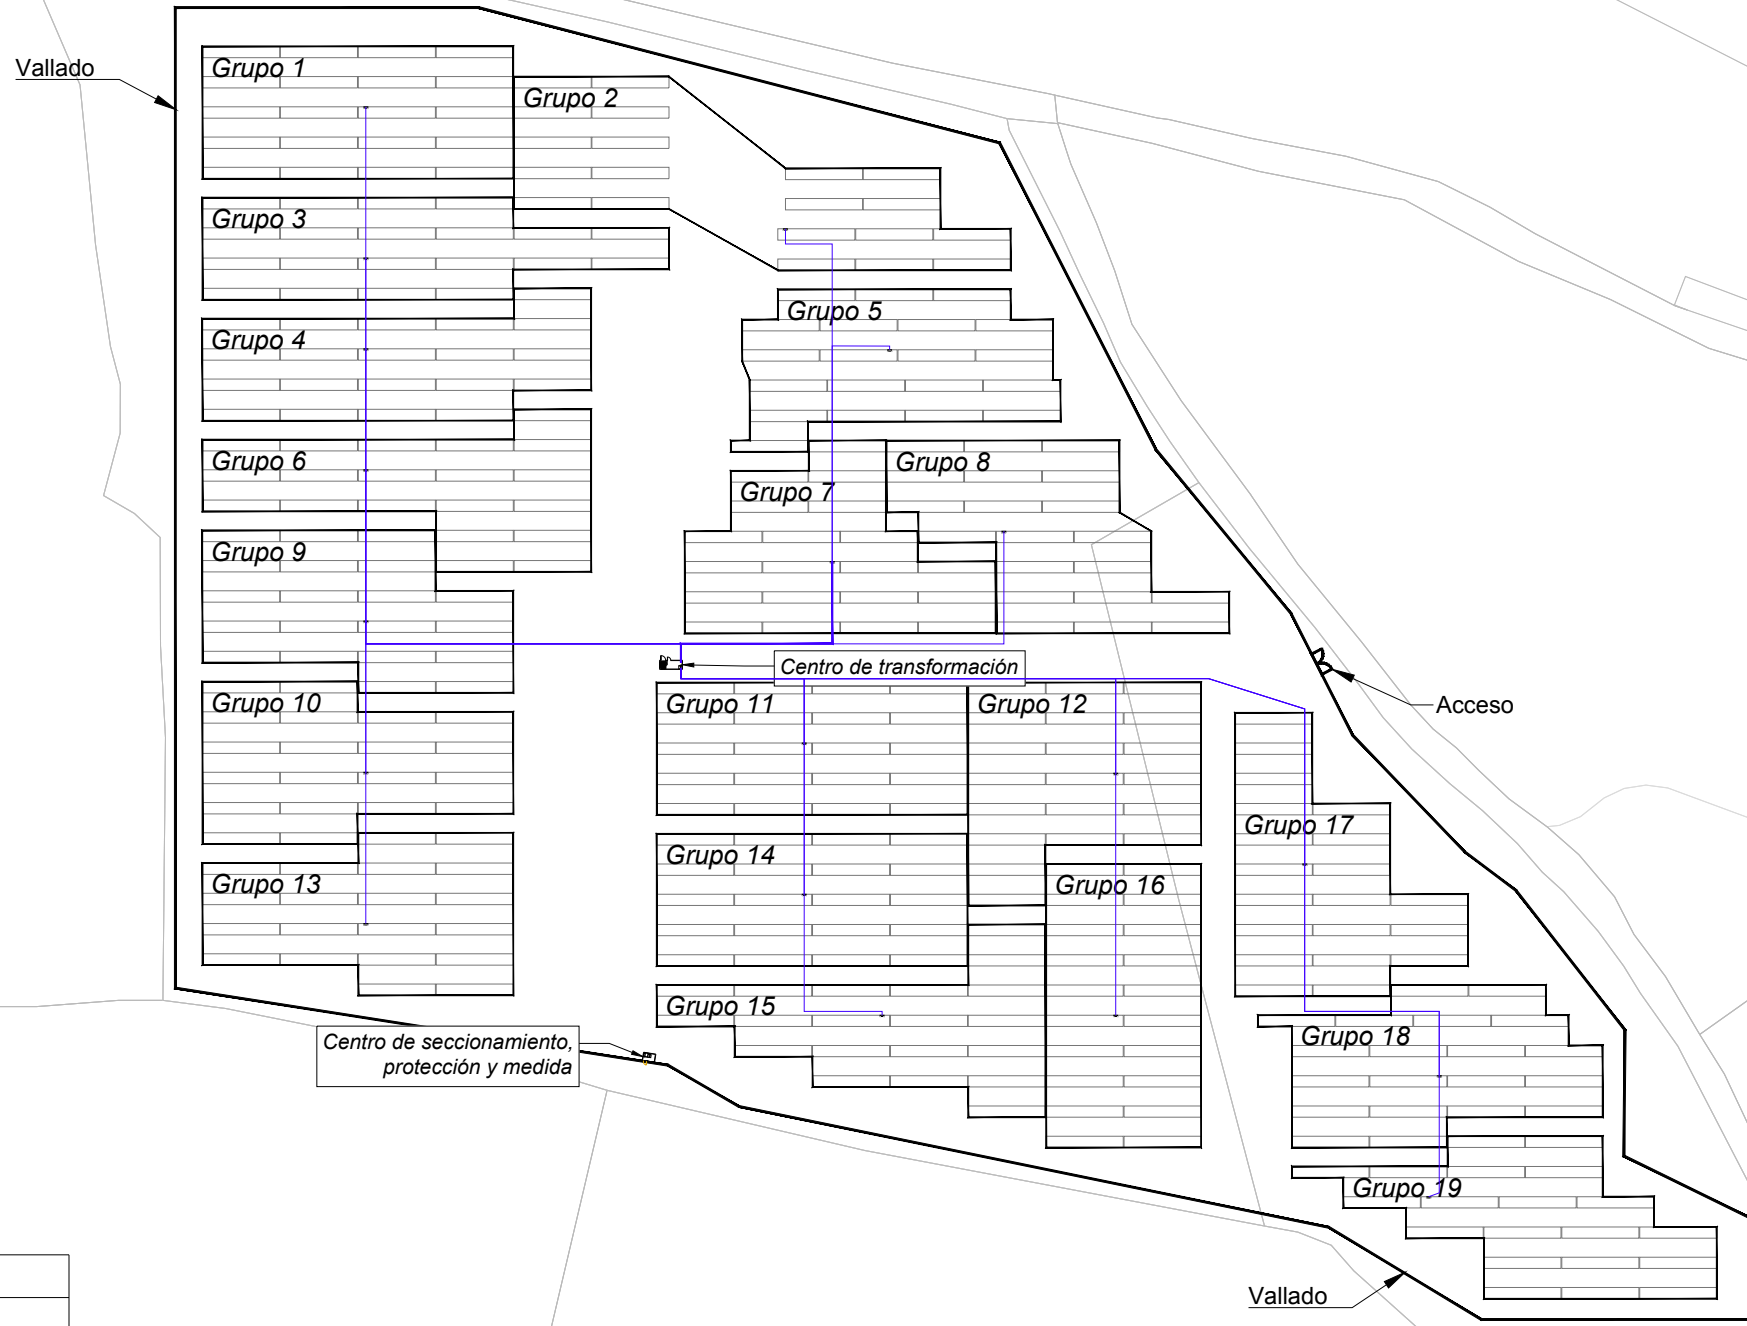 Vallado
Grupo 1
Grupo 2
Grupo 3
Grupo 4
Grupo 5
Grupo 6
Grupo 7
Grupo 8
Grupo 9
Grupo 10
Centro de transformación
Grupo 11
Grupo 12
Acceso
Grupo 13
Grupo 14
Grupo 15
Grupo 16
Grupo 17
Grupo 18
Grupo 19
Centro de seccionamiento,
protección y medida
Vallado